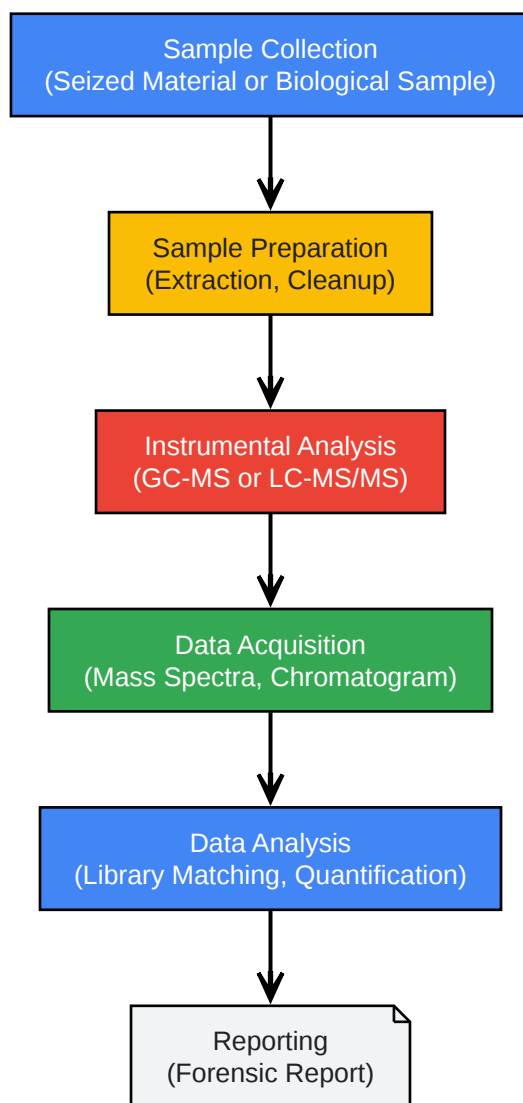 Sample Collection
(Seized Material or Biological Sample)
Sample Preparation
(Extraction, Cleanup)
Instrumental Analysis
(GC-MS or LC-MS/MS)
Data Acquisition
(Mass Spectra, Chromatogram)
Data Analysis
(Library Matching, Quantification)
Reporting
(Forensic Report)